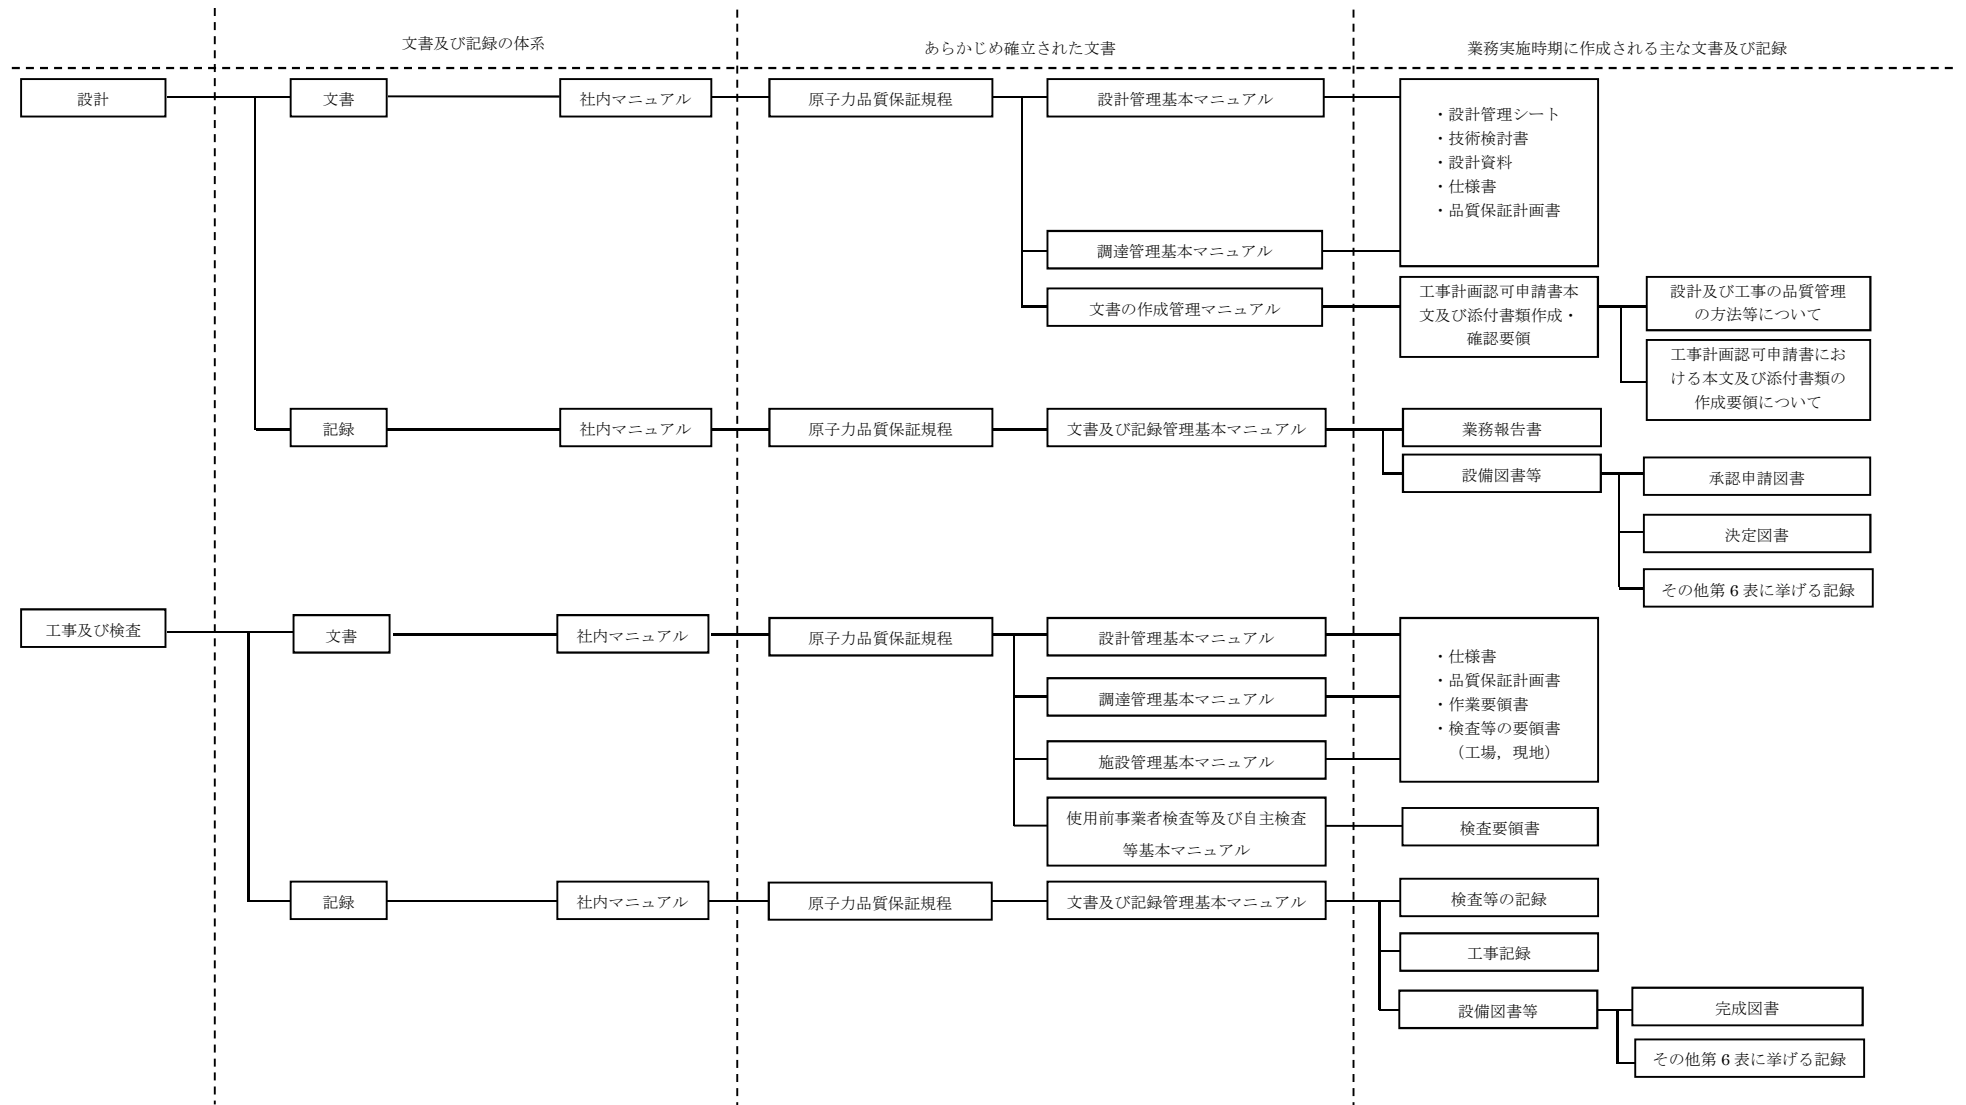 文書及び記録の体系
あらかじめ確立された文書
業務実施時期に作成される主な文書及び記録
設計
文書
社内マニュアル
原子力品質保証規程
設計管理基本マニュアル
・設計管理シート
・技術検討書
・設計資料
・仕様書
・品質保証計画書
調達管理基本マニュアル
文書の作成管理マニュアル
工事計画認可申請書本
文及び添付書類作成・
確認要領
設計及び工事の品質管理
の方法等について
工事計画認可申請書にお
ける本文及び添付書類の
作成要領について
記録
社内マニュアル
原子力品質保証規程
文書及び記録管理基本マニュアル
業務報告書
設備図書等
承認申請図書
決定図書
その他第 6 表に挙げる記録
工事及び検査
文書
社内マニュアル
原子力品質保証規程
設計管理基本マニュアル
・仕様書
・品質保証計画書
・作業要領書
・検査等の要領書
（工場，現地）
調達管理基本マニュアル
施設管理基本マニュアル
使用前事業者検査等及び自主検査
等基本マニュアル
検査要領書
記録
社内マニュアル
原子力品質保証規程
文書及び記録管理基本マニュアル
検査等の記録
工事記録
設備図書等
完成図書
その他第 6 表に挙げる記録